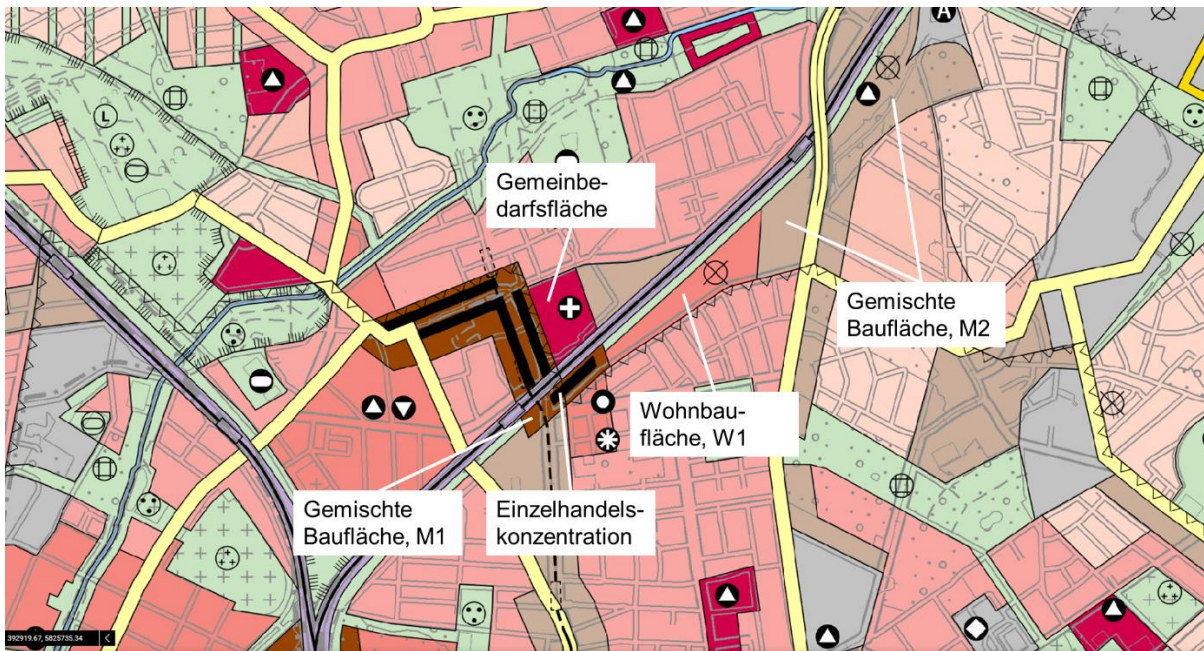 A
L
Gemeinbe-
darfsfläche
Gemischte
Baufläche, M2
Wohnbau-
fläche, W1
Gemischte
Baufläche, M1
Einzelhandels-
konzentration
392919.67, 5825735.34